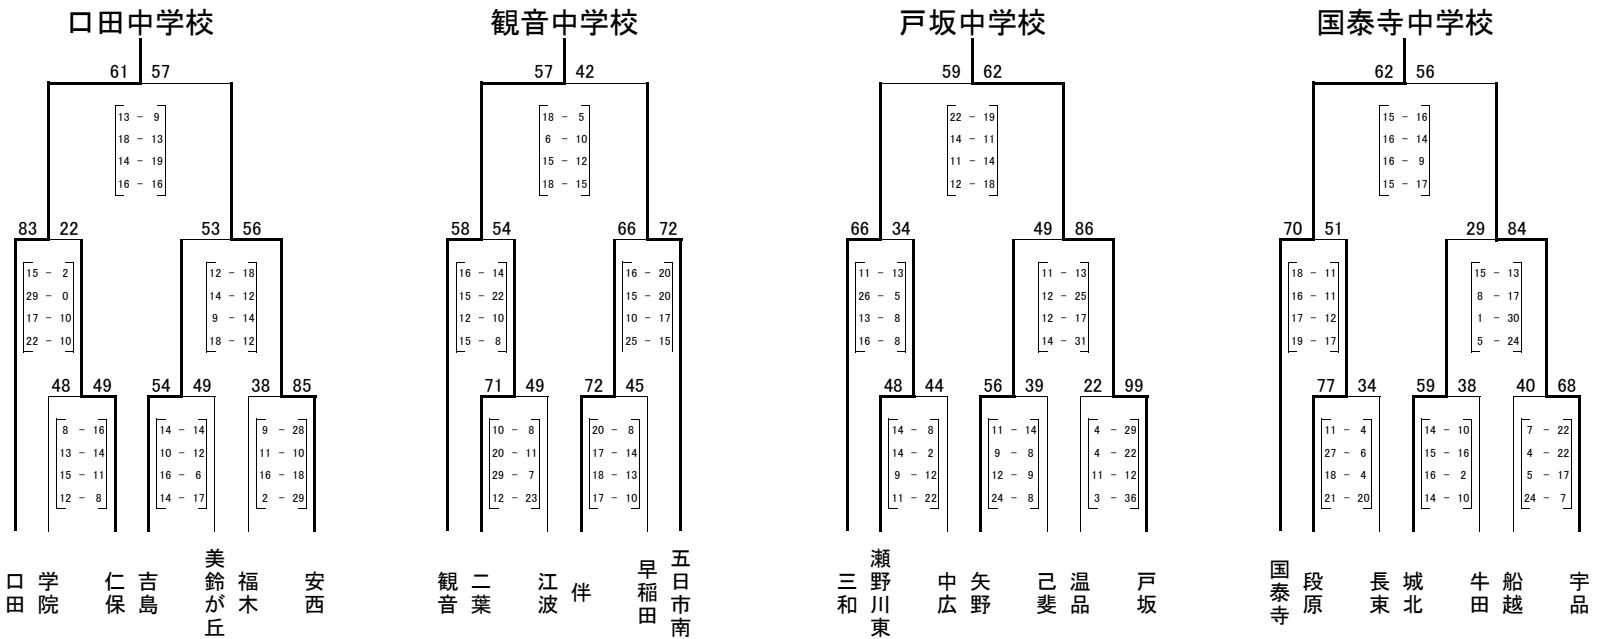 口田中学校 観音中学校 戸坂中学校 国泰寺中学校
61 57 57 42 59 62 62 56
13 - 9 18 - 5 22 - 19 15 - 16
18 - 13 6 - 10 14 - 11 16 - 14
14 - 19 15 - 12 11 - 14 16 - 9
16 - 16 18 - 15 12 - 18 15 - 17
83 22 53 56 58 54 66 72 66 34 49 86 70 51 29 84
15 - 2 12 - 18 16 - 14 16 - 20 11 - 13 11 - 13 18 - 11 15 - 13
29 - 0 14 - 12 15 - 22 15 - 20 26 - 5 12 - 25 16 - 11 8 - 17
17 - 10 9 - 14 12 - 10 10 - 17 13 - 8 12 - 17 17 - 12 1 - 30
22 - 10 18 - 12 15 - 8 25 - 15 16 - 8 14 - 31 19 - 17 5 - 24
48 49 54 49 38 85 71 49 72 45 48 44 56 39 22 99 77 34 59 38 40 68
8 - 16 14 - 14 9 - 28 10 - 8 20 - 8 14 - 8 11 - 14 4 - 29 11 - 4 14 - 10 7 - 22
13 - 14 10 - 12 11 - 10 20 - 11 17 - 14 14 - 2 9 - 8 4 - 22 27 - 6 15 - 16 4 - 22
15 - 11 16 - 6 16 - 18 29 - 7 18 - 13 9 - 12 12 - 9 11 - 12 18 - 4 16 - 2 5 - 17
12 - 8 14 - 17 2 - 29 12 - 23 17 - 10 11 - 22 24 - 8 3 - 36 21 - 20 14 - 10 24 - 7
口田
学院
仁保
吉島
美鈴が丘
福木
安西
観音
二葉
江波
伴
早稲田
五日市南
三和
瀬野川東
中広
矢野
己斐
温品
戸坂
国泰寺
段原
長束
城北
牛田
船越
宇品